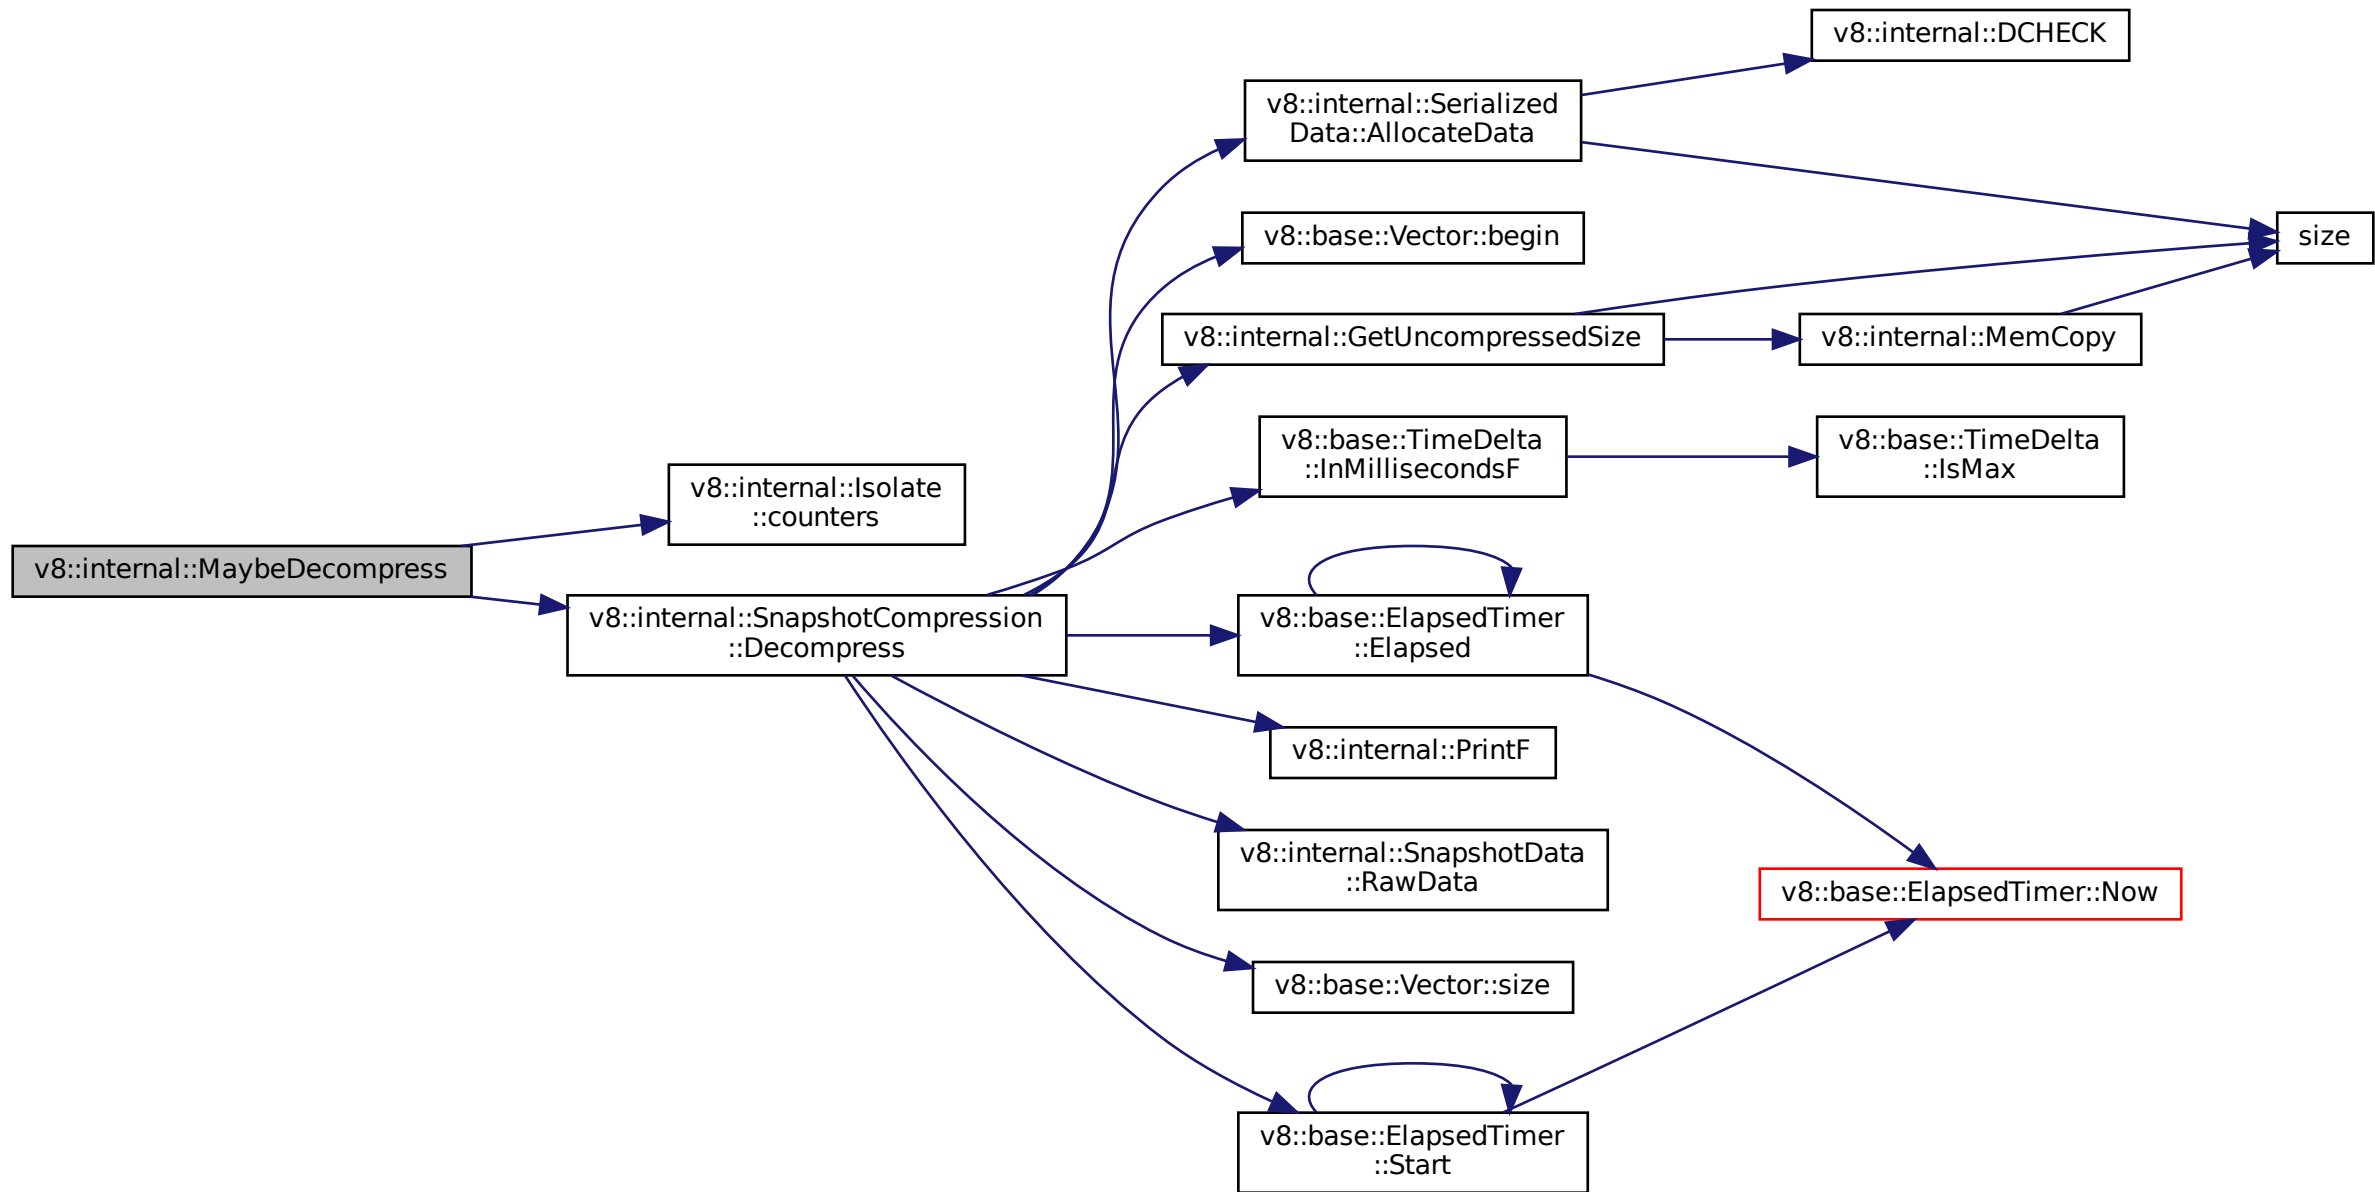 v8::internal::MaybeDecompress
v8::internal::Isolate
::counters
v8::internal::SnapshotCompression
::Decompress
v8::internal::Serialized
Data::AllocateData
v8::base::Vector::begin
v8::internal::GetUncompressedSize
v8::base::TimeDelta
::InMillisecondsF
v8::base::ElapsedTimer
::Elapsed
v8::internal::PrintF
v8::internal::SnapshotData
::RawData
v8::base::Vector::size
v8::base::ElapsedTimer
::Start
v8::internal::DCHECK
size
v8::internal::MemCopy
v8::base::TimeDelta
::IsMax
v8::base::ElapsedTimer::Now